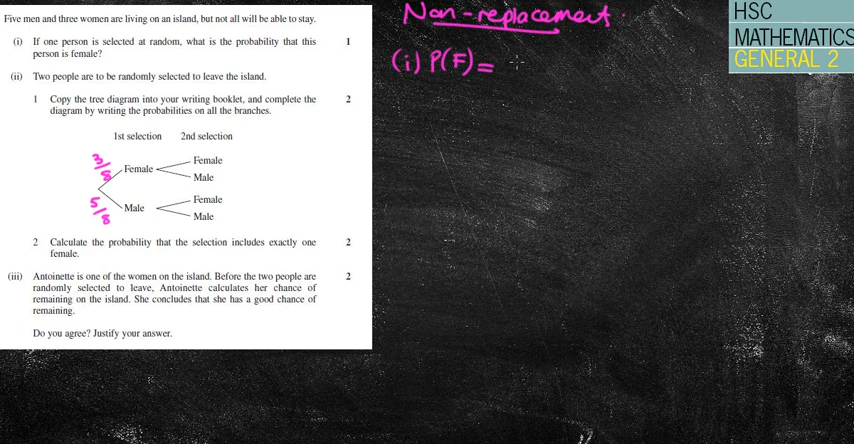 Five men and three women are living on an island, but not all will be able to stay.
(i) If one person is selected at random, what is the probability that this 1
person is female?
(ii) Two people are to be randomly selected to leave the island.
1 Copy the tree diagram into your writing booklet, and complete the 2
diagram by writing the probabilities on all the branches.
1st selection 2nd selection
3/8 Female
Female
Male
5/8 Male
Female
Male
2 Calculate the probability that the selection includes exactly one 2
female.
(iii) Antoinette is one of the women on the island. Before the two people are 2
randomly selected to leave, Antoinette calculates her chance of
remaining on the island. She concludes that she has a good chance of
remaining.
Do you agree? Justify your answer.
Non-replacement.
(i) P(F) =
HSC
MATHEMATICS
GENERAL 2